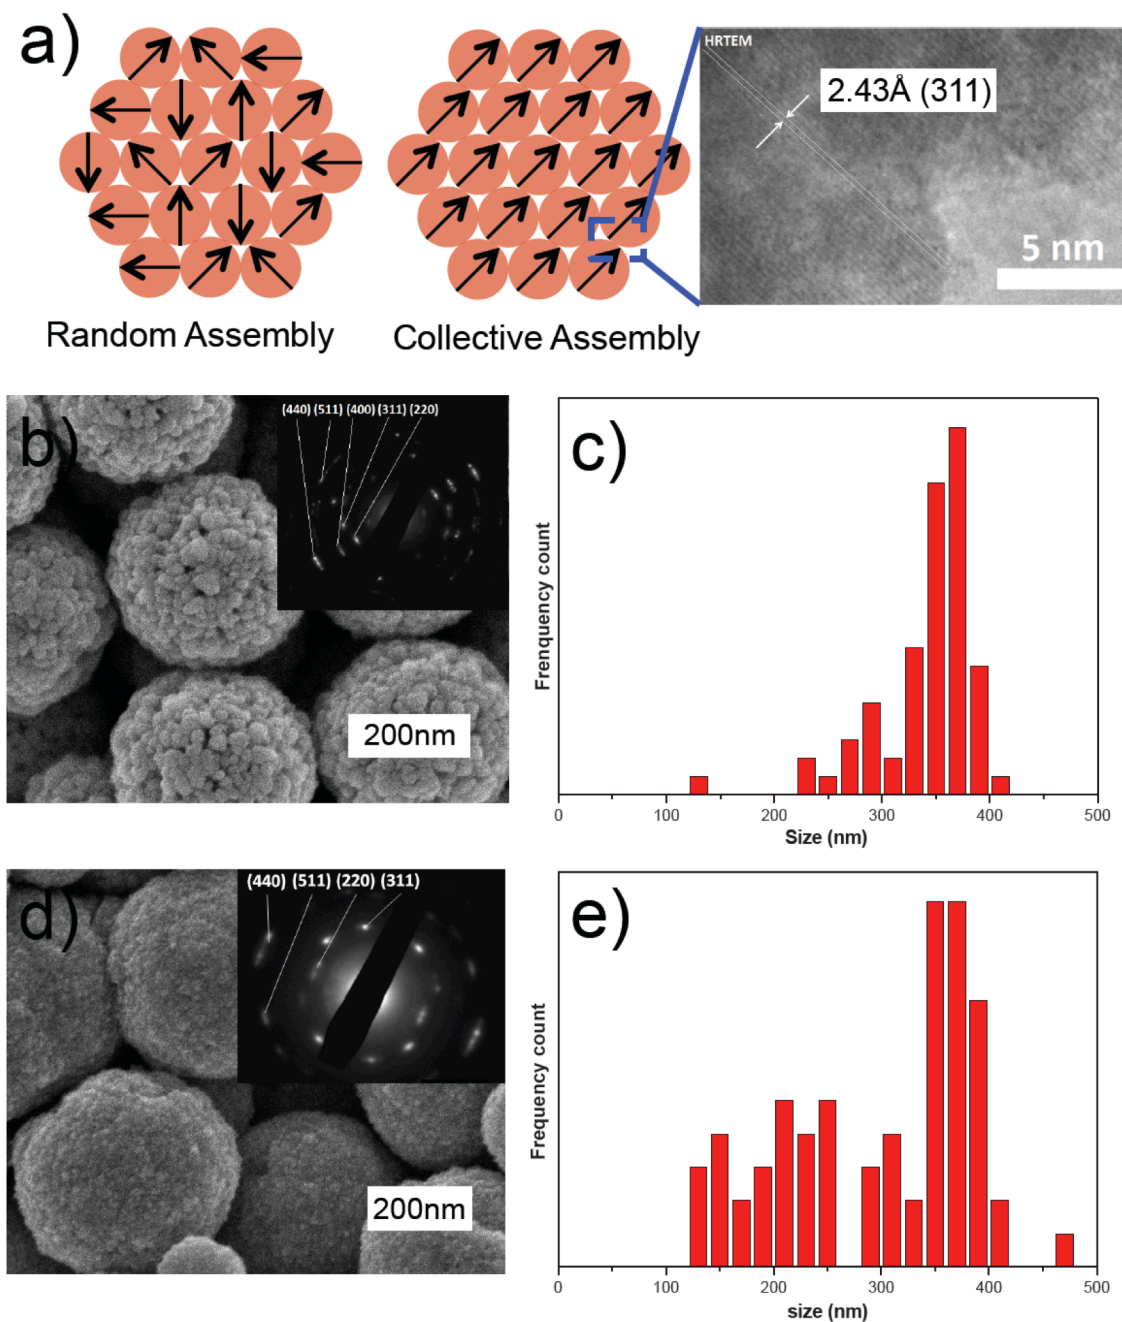 a)
HRTEM
2.43Å (311)
5 nm
Random Assembly
Collective Assembly
b)
(440) (511) (400) (311) (220)
200nm
c)
Frenquency count
0 100 200 300 400 500
Size (nm)
d)
(440) (511) (220) (311)
200nm
e)
Frequency count
0 100 200 300 400 500
size (nm)